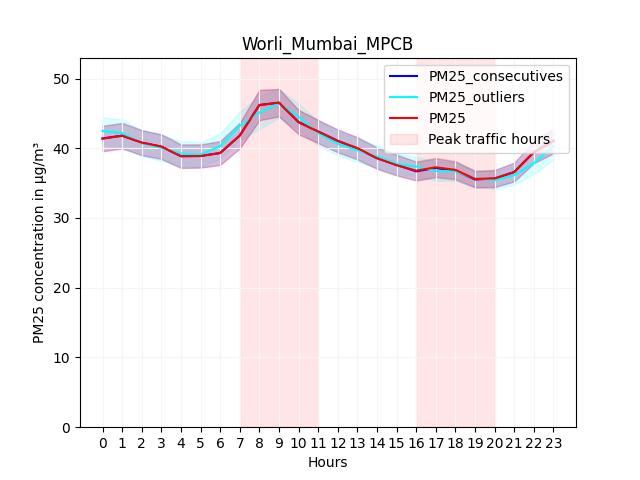 Worli_Mumbai_MPCB
PM25_consecutives
PM25_outliers
PM25
Peak traffic hours
PM25 concentration in µg/m³
50
40
30
20
10
0
0 1 2 3 4 5 6 7 8 9 10 11 12 13 14 15 16 17 18 19 20 21 22 23
Hours